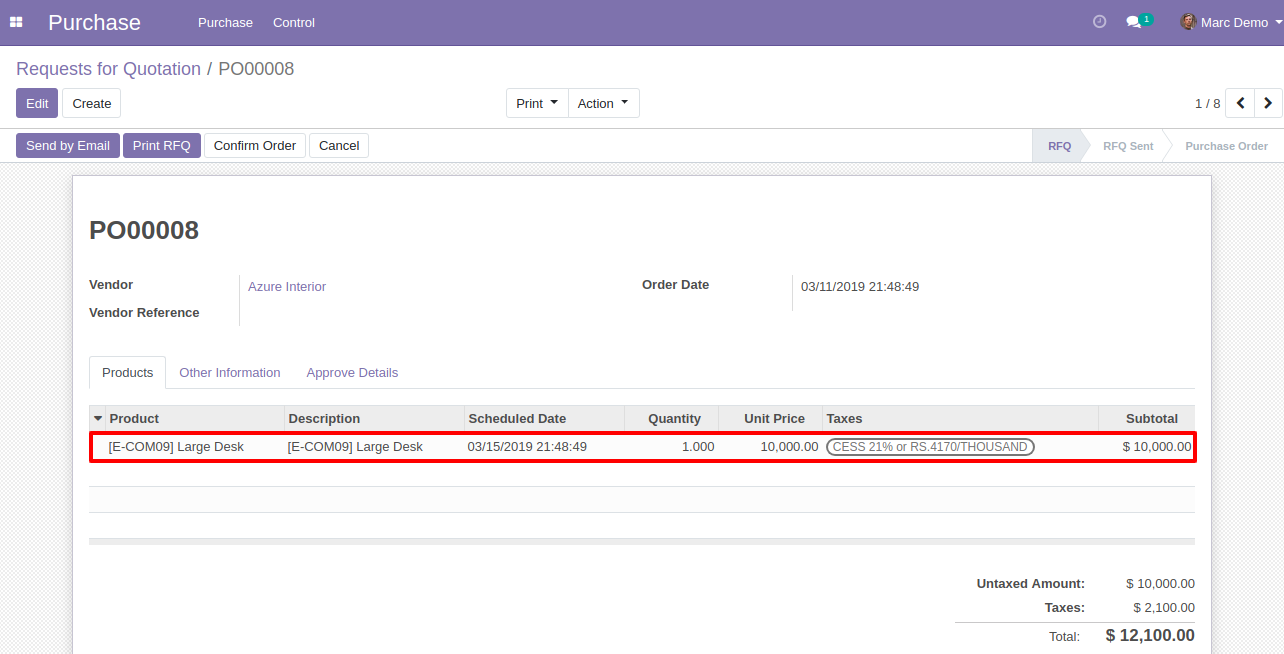 Purchase Purchase Control 1 Marc Demo
Requests for Quotation / PO00008
Edit Create Print Action 1 / 8
Send by Email Print RFQ Confirm Order Cancel RFQ RFQ Sent Purchase Order
PO00008
Vendor Azure Interior Order Date 03/11/2019 21:48:49
Vendor Reference
Products Other Information Approve Details
Product Description Scheduled Date Quantity Unit Price Taxes Subtotal
[E-COM09] Large Desk [E-COM09] Large Desk 03/15/2019 21:48:49 1.000 10,000.00 CESS 21% or RS.4170/THOUSAND $ 10,000.00
Untaxed Amount: $ 10,000.00
Taxes: $ 2,100.00
Total: $ 12,100.00